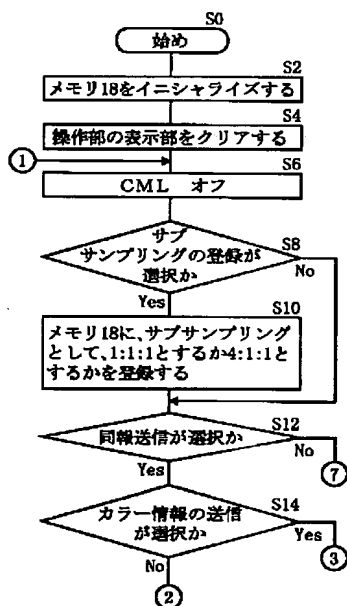 S0
始め
S2
メモリ18をイニシャライズする
S4
操作部の表示部をクリアする
①
S6
CML オフ
サブ
サンプリングの登録が
選択か
S8
No
Yes
S10
メモリ18に、サブサンプリング
として、1:1:1とするか4:1:1と
するかを登録する
S12
同報送信が選択か
No
⑦
Yes
S14
カラー情報の送信
が選択か
Yes
③
No
②